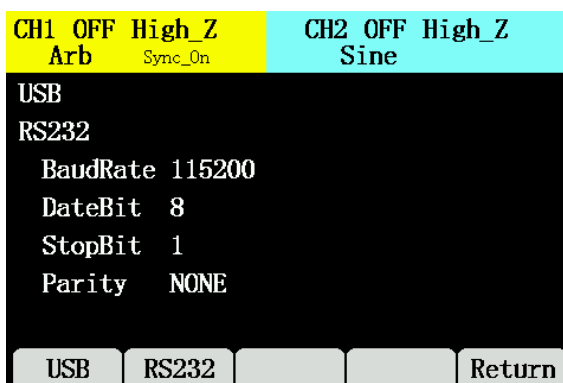 CH1 OFF High_Z CH2 OFF High_Z
Arb Sync_On Sine
USB
RS232
BaudRate 115200
DateBit 8
StopBit 1
Parity NONE
USB RS232 Return